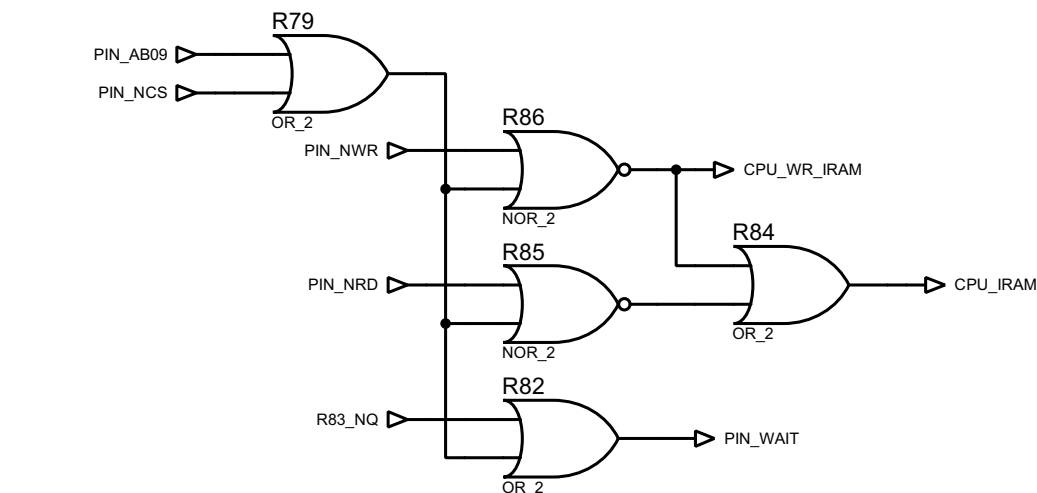 R79
PIN_AB09
PIN_NCS
OR_2
R86
PIN_NWR
CPU_WR_IRAM
NOR_2
R84
R85
PIN_NRD
CPU_IRAM
OR_2
NOR_2
R82
R83_NQ
PIN_WAIT
OR_2